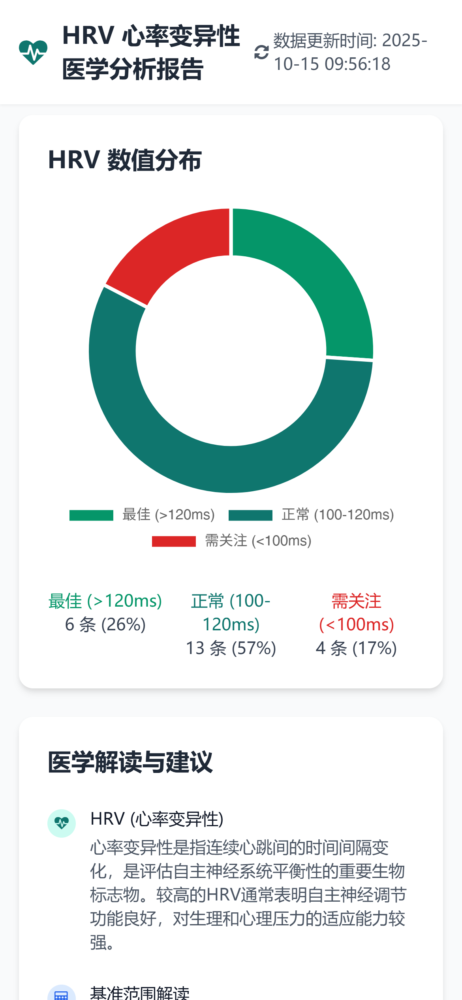 HRV 心率变异性
医学分析报告
数据更新时间: 2025-
10-15 09:56:18
HRV 数值分布
最佳 (>120ms)
正常 (100-120ms)
需关注 (<100ms)
最佳 (>120ms)
6 条 (26%)
正常 (100-
120ms)
13 条 (57%)
需关注
(<100ms)
4 条 (17%)
医学解读与建议
HRV (心率变异性)
心率变异性是指连续心跳间的时间间隔变
化，是评估自主神经系统平衡性的重要生物
标志物。较高的HRV通常表明自主神经调节
功能良好，对生理和心理压力的适应能力较
强。
基准范围解读